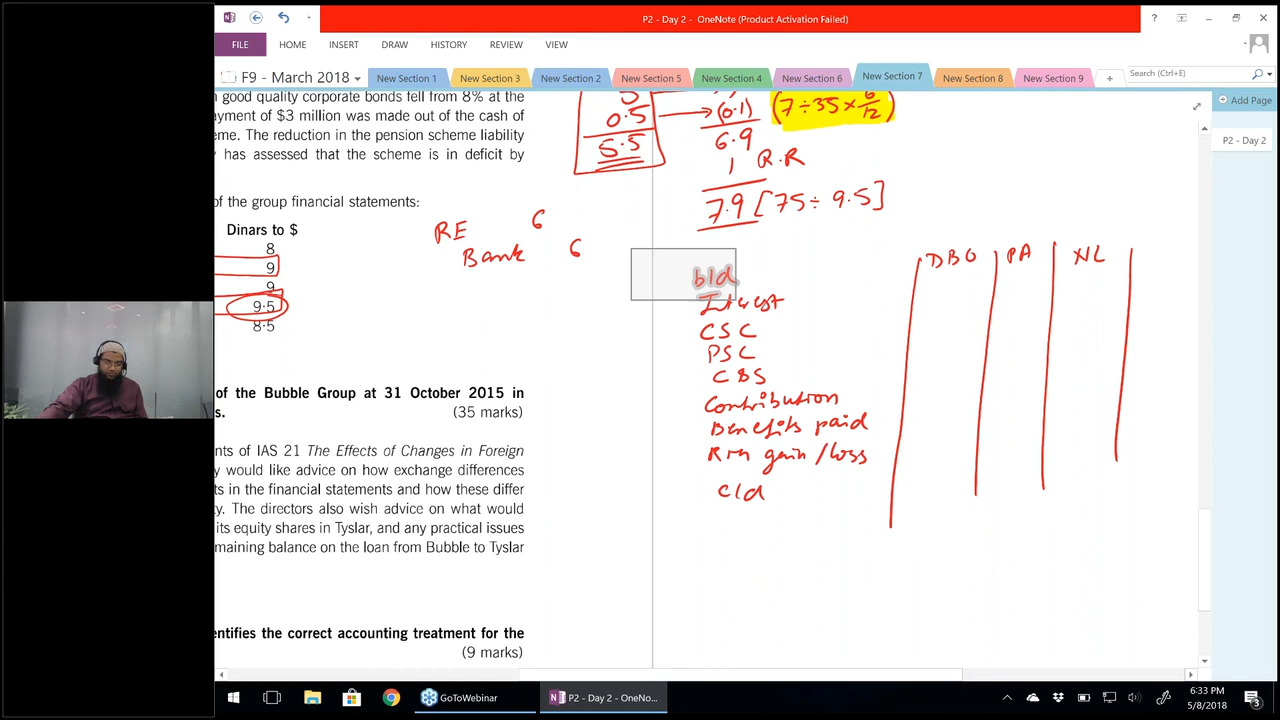 P2 - Day 2 - OneNote (Product Activation Failed)
?
FILE HOME INSERT DRAW HISTORY REVIEW VIEW
F9 - March 2018
New Section 1 New Section 3 New Section 2 New Section 5 New Section 4 New Section 6 New Section 7 New Section 8 New Section 9 +
Search (Ctrl+E)
Add Page
P2 - Day 2
good quality corporate bonds fell from 8% at the
ayment of $3 million was made out of the cash of
eme. The reduction in the pension scheme liability
has assessed that the scheme is in deficit by
of the group financial statements:
Dinars to $
8
9
9
9.5
8.5
of the Bubble Group at 31 October 2015 in
s. (35 marks)
nts of IAS 21 The Effects of Changes in Foreign
y would like advice on how exchange differences
ts in the financial statements and how these differ
y. The directors also wish advice on what would
its equity shares in Tyslar, and any practical issues
maining balance on the loan from Bubble to Tyslar
entifies the correct accounting treatment for the
(9 marks)
5
0.5 (0.1) (7 ÷ 35 × 6/12)
5.5 6.9
1 R.R
7.9 [75 ÷ 9.5]
RE 6
Bank 6
DBO PA NL
b/d
Interest
CSC
PSC
CBS
Contribution
Benefits paid
Rm gain/loss
c/d
GoToWebinar
P2 - Day 2 - OneNo...
6:33 PM
5/8/2018
3